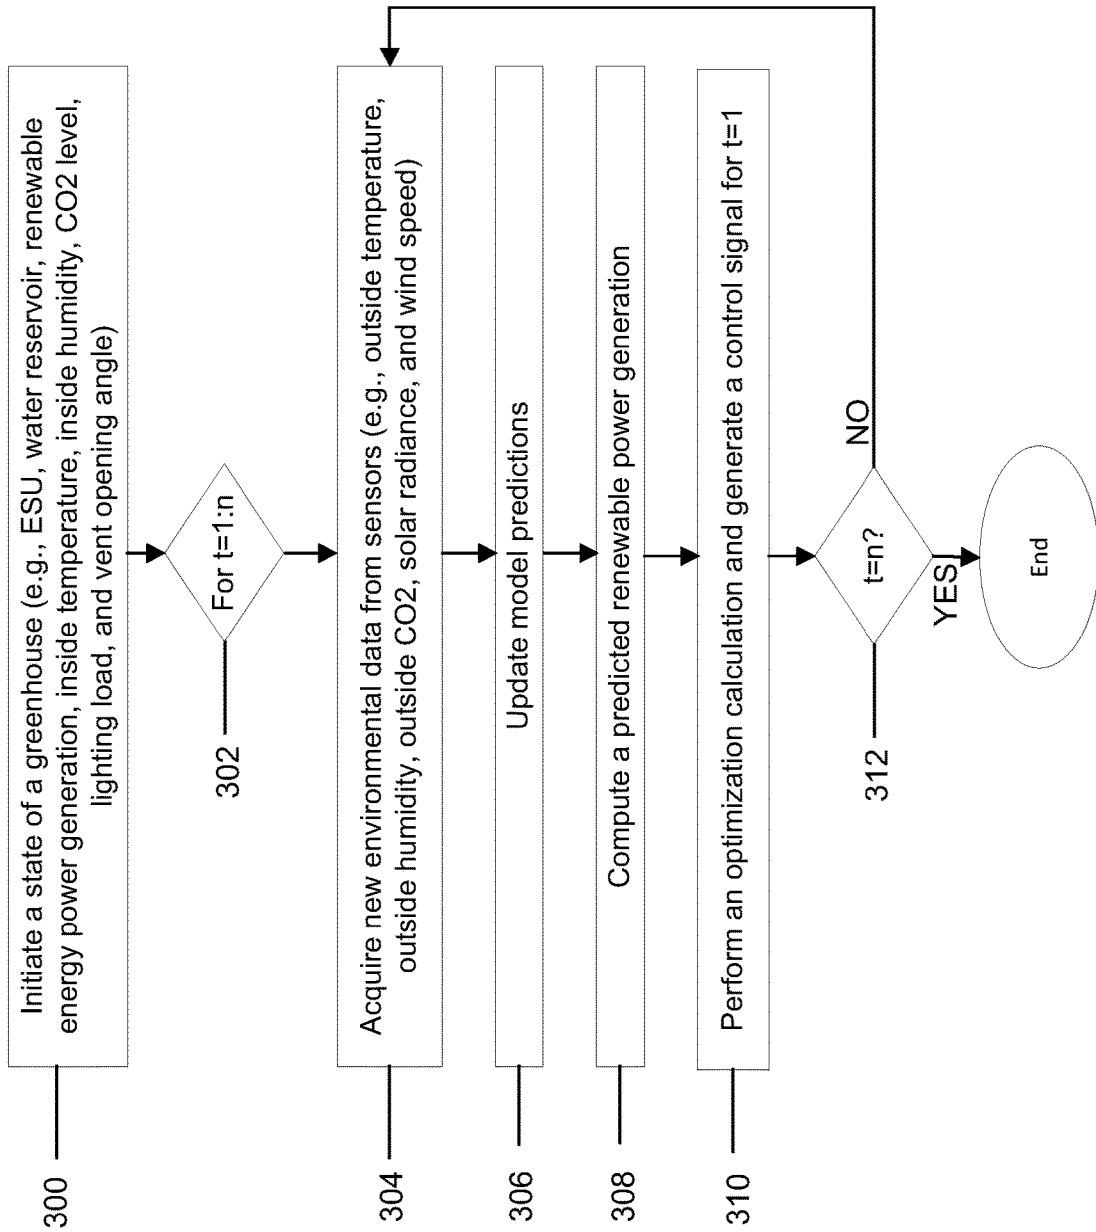 300
Initiate a state of a greenhouse (e.g., ESU, water reservoir, renewable
energy power generation, inside temperature, inside humidity, CO2 level,
lighting load, and vent opening angle)
302
For t=1:n
304
Acquire new environmental data from sensors (e.g., outside temperature,
outside humidity, outside CO2, solar radiance, and wind speed)
306
Update model predictions
308
Compute a predicted renewable power generation
310
Perform an optimization calculation and generate a control signal for t=1
312
t=n?
NO
YES
End